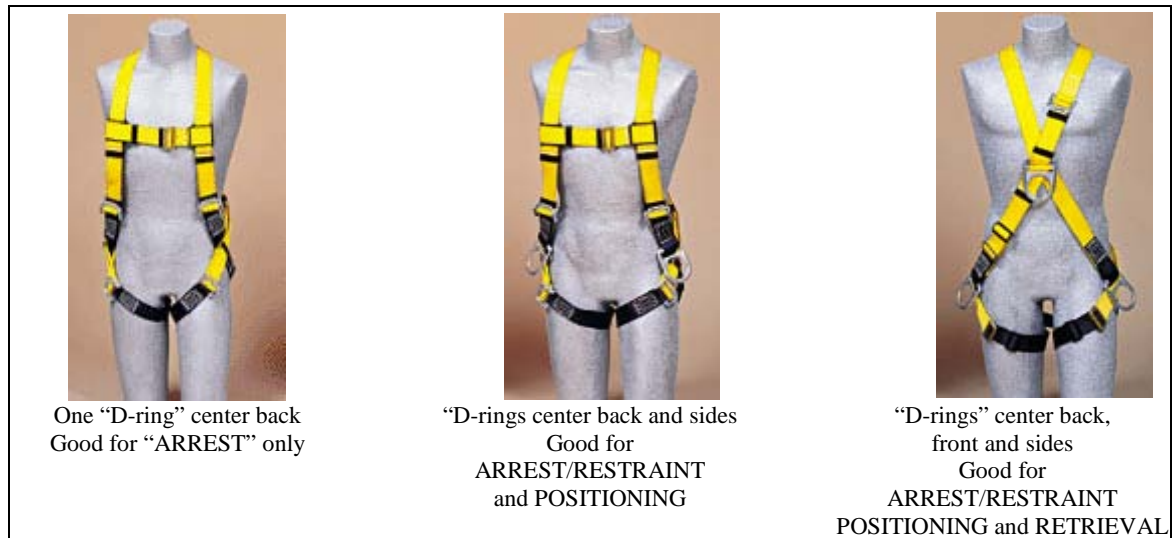 One “D-ring” center back
Good for “ARREST” only
“D-rings center back and sides
Good for
ARREST/RESTRAINT
and POSITIONING
“D-rings” center back,
front and sides
Good for
ARREST/RESTRAINT
POSITIONING and RETRIEVAL